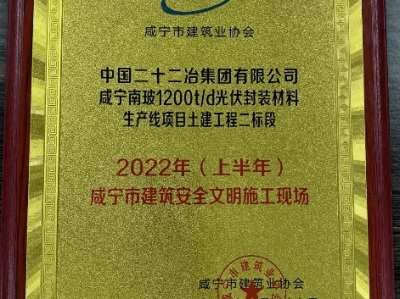 咸宁市建筑业协会
中国二十二冶集团有限公司
咸宁南玻1200t/d光伏封装材料
生产线项目土建工程二标段
2022年(上半年)
咸宁市建筑安全文明施工现场
咸宁市建筑业协会